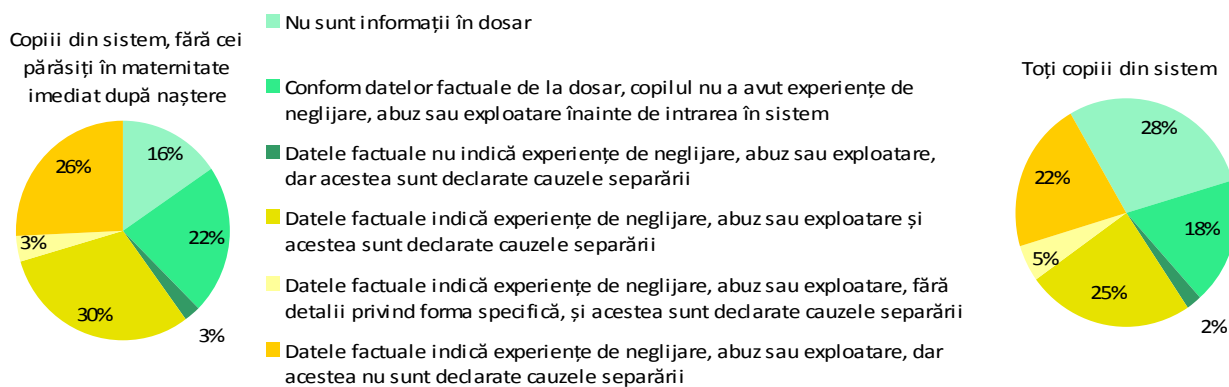 Copiii din sistem, fără cei
părăsiți în maternitate
imediat după naștere
16%
22%
3%
30%
3%
26%
Nu sunt informații în dosar
Conform datelor factuale de la dosar, copilul nu a avut experiențe de
neglijare, abuz sau exploatare înainte de intrarea în sistem
Datele factuale nu indică experiențe de neglijare, abuz sau exploatare,
dar acestea sunt declarate cauzele separării
Datele factuale indică experiențe de neglijare, abuz sau exploatare și
acestea sunt declarate cauzele separării
Datele factuale indică experiențe de neglijare, abuz sau exploatare, fără
detalii privind forma specifică, și acestea sunt declarate cauzele separării
Datele factuale indică experiențe de neglijare, abuz sau exploatare, dar
acestea nu sunt declarate cauzele separării
Toți copiii din sistem
28%
18%
2%
25%
5%
22%